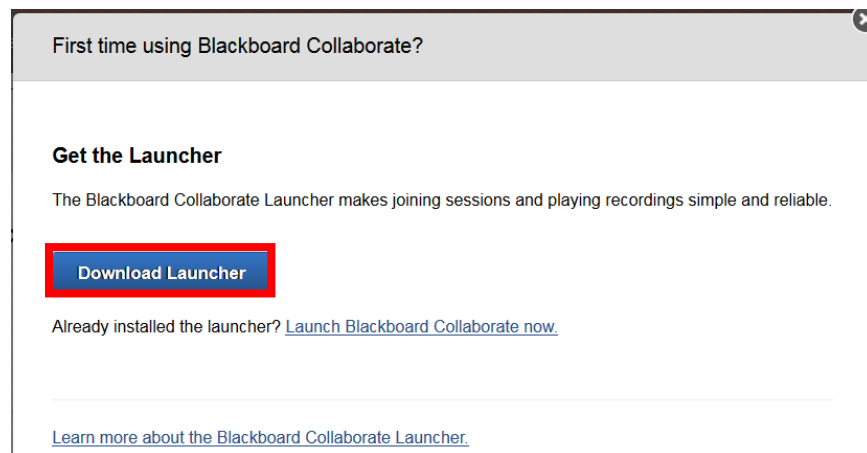 First time using Blackboard Collaborate?
Get the Launcher
The Blackboard Collaborate Launcher makes joining sessions and playing recordings simple and reliable.
Download Launcher
Already installed the launcher? Launch Blackboard Collaborate now.
Learn more about the Blackboard Collaborate Launcher.